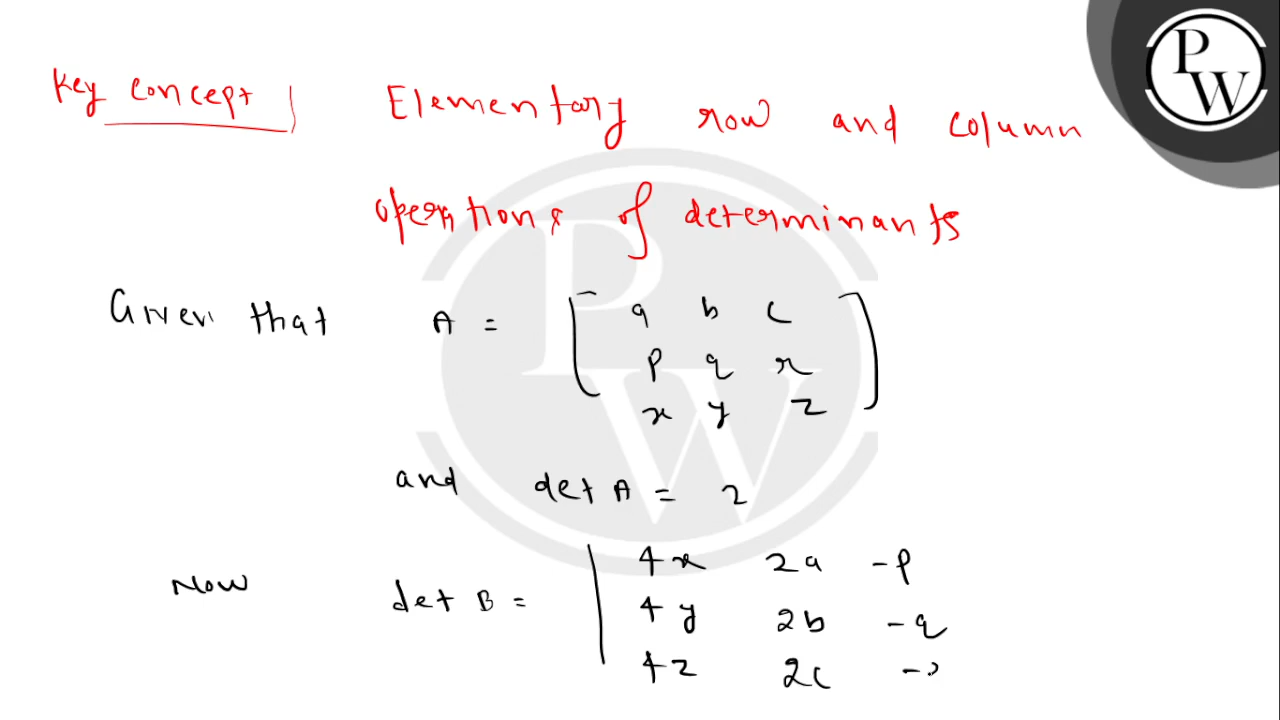 PW
Key concept | Elementary row and column
operations of determinants
Given that A = [ a b c
p q r
x y z ]
and det A = 2
Now det B = | 4x 2a -p
4y 2b -q
4z 2c -